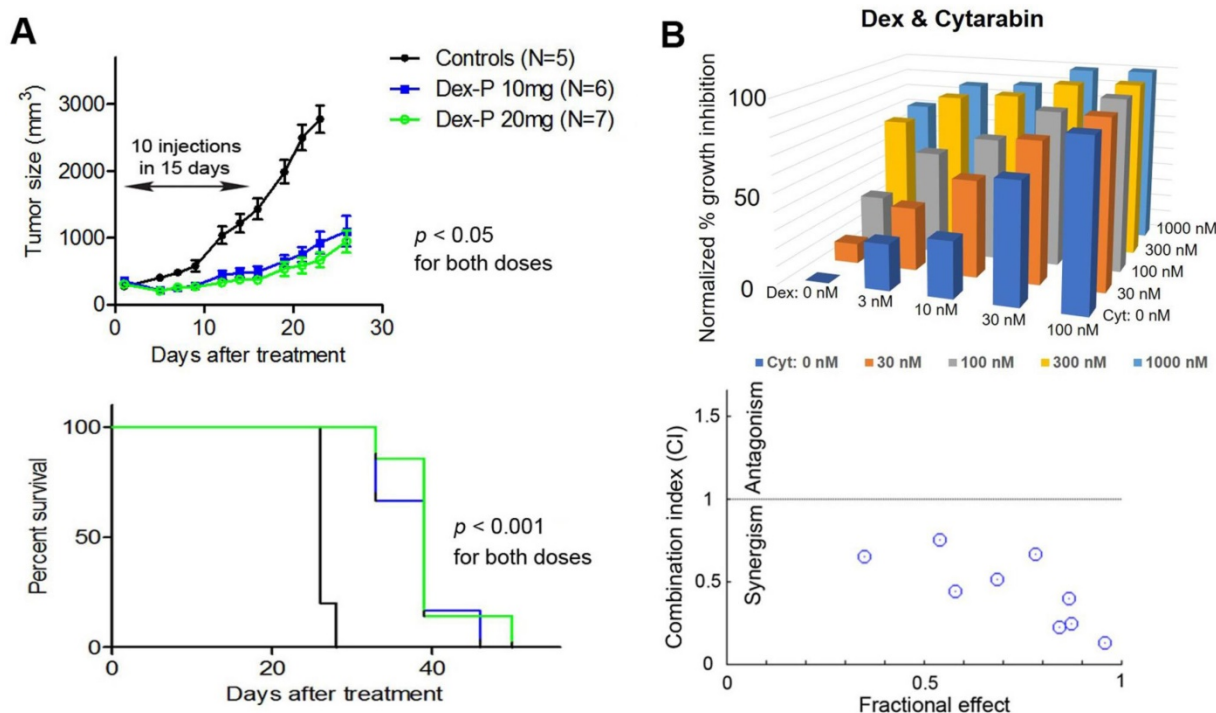 A
Controls (N=5)
Dex-P 10mg (N=6)
Dex-P 20mg (N=7)
Tumor size (mm³)
3000
2000
1000
0
10 injections
in 15 days
p < 0.05
for both doses
0 10 20 30
Days after treatment
Percent survival
100
50
0
p < 0.001
for both doses
0 20 40
Days after treatment
B
Dex & Cytarabin
Normalized % growth inhibition
100
50
0
Dex: 0 nM
3 nM
10 nM
30 nM
100 nM
1000 nM
300 nM
100 nM
30 nM
Cyt: 0 nM
Cyt: 0 nM 30 nM 100 nM 300 nM 1000 nM
Combination index (CI)
Synergism Antagonism
1.5
1
0.5
0
0 0.5 1
Fractional effect